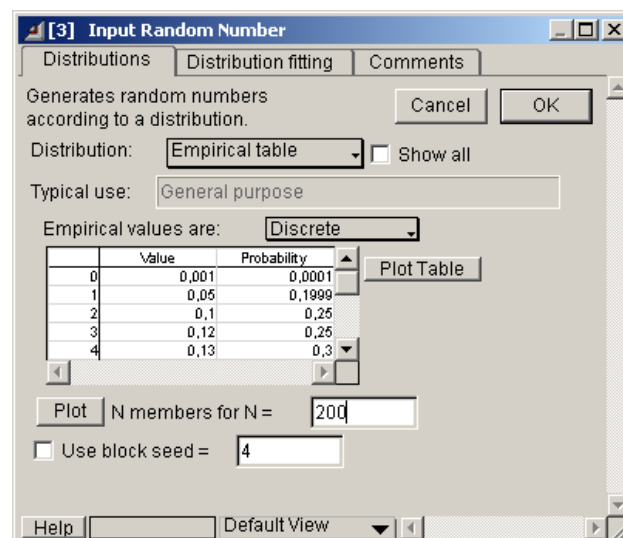 [3] Input Random Number
Distributions Distribution fitting Comments
Generates random numbers
according to a distribution.
Cancel OK
Distribution: Empirical table Show all
Typical use: General purpose
Empirical values are: Discrete
Value Probability
0 0,001 0,0001
1 0,05 0,1999
2 0,1 0,25
3 0,12 0,25
4 0,13 0,3
Plot Table
Plot N members for N = 200
Use block seed = 4
Help Default View